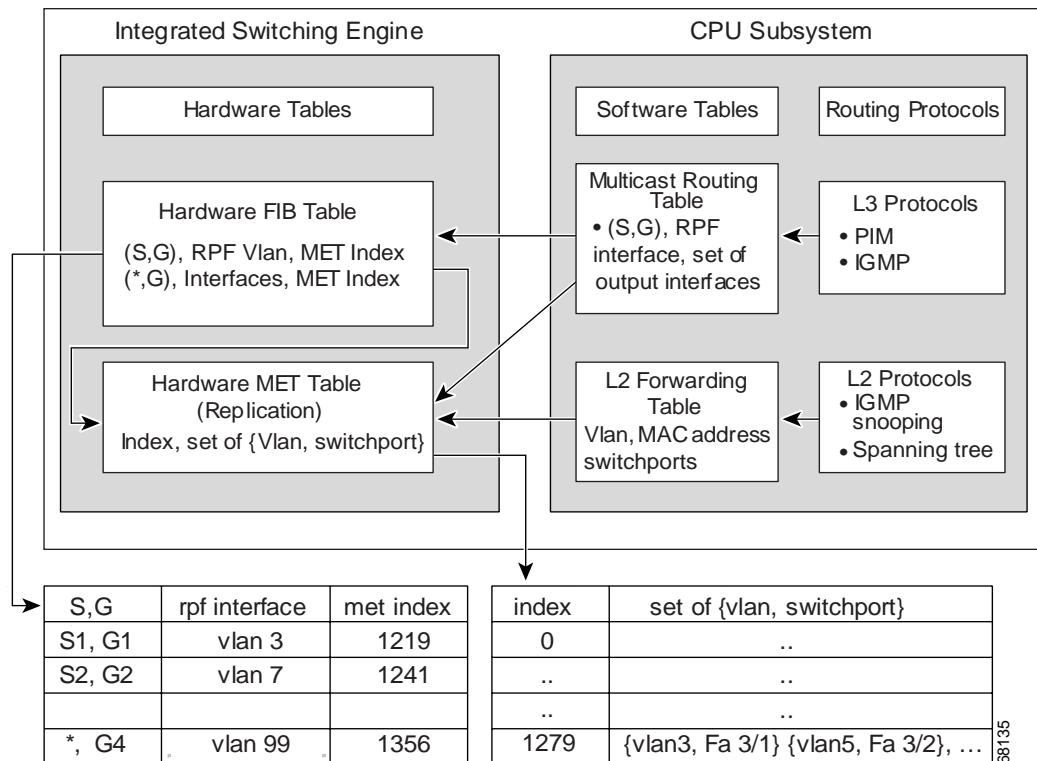 Integrated Switching Engine
CPU Subsystem
Hardware Tables
Software Tables
Routing Protocols
Hardware FIB Table
(S,G), RPF Vlan, MET Index
(*,G), Interfaces, MET Index
Multicast Routing
Table
• (S,G), RPF
interface, set of
output interfaces
L3 Protocols
• PIM
• IGMP
Hardware MET Table
(Replication)
Index, set of {Vlan, switchport}
L2 Forwarding
Table
Vlan, MAC address
switchports
L2 Protocols
• IGMP
snooping
• Spanning tree
S,G rpf interface met index
S1, G1 vlan 3 1219
S2, G2 vlan 7 1241
*, G4 vlan 99 1356
index set of {vlan, switchport}
0 ..
.. ..
.. ..
1279 {vlan3, Fa 3/1} {vlan5, Fa 3/2}, ...
68135